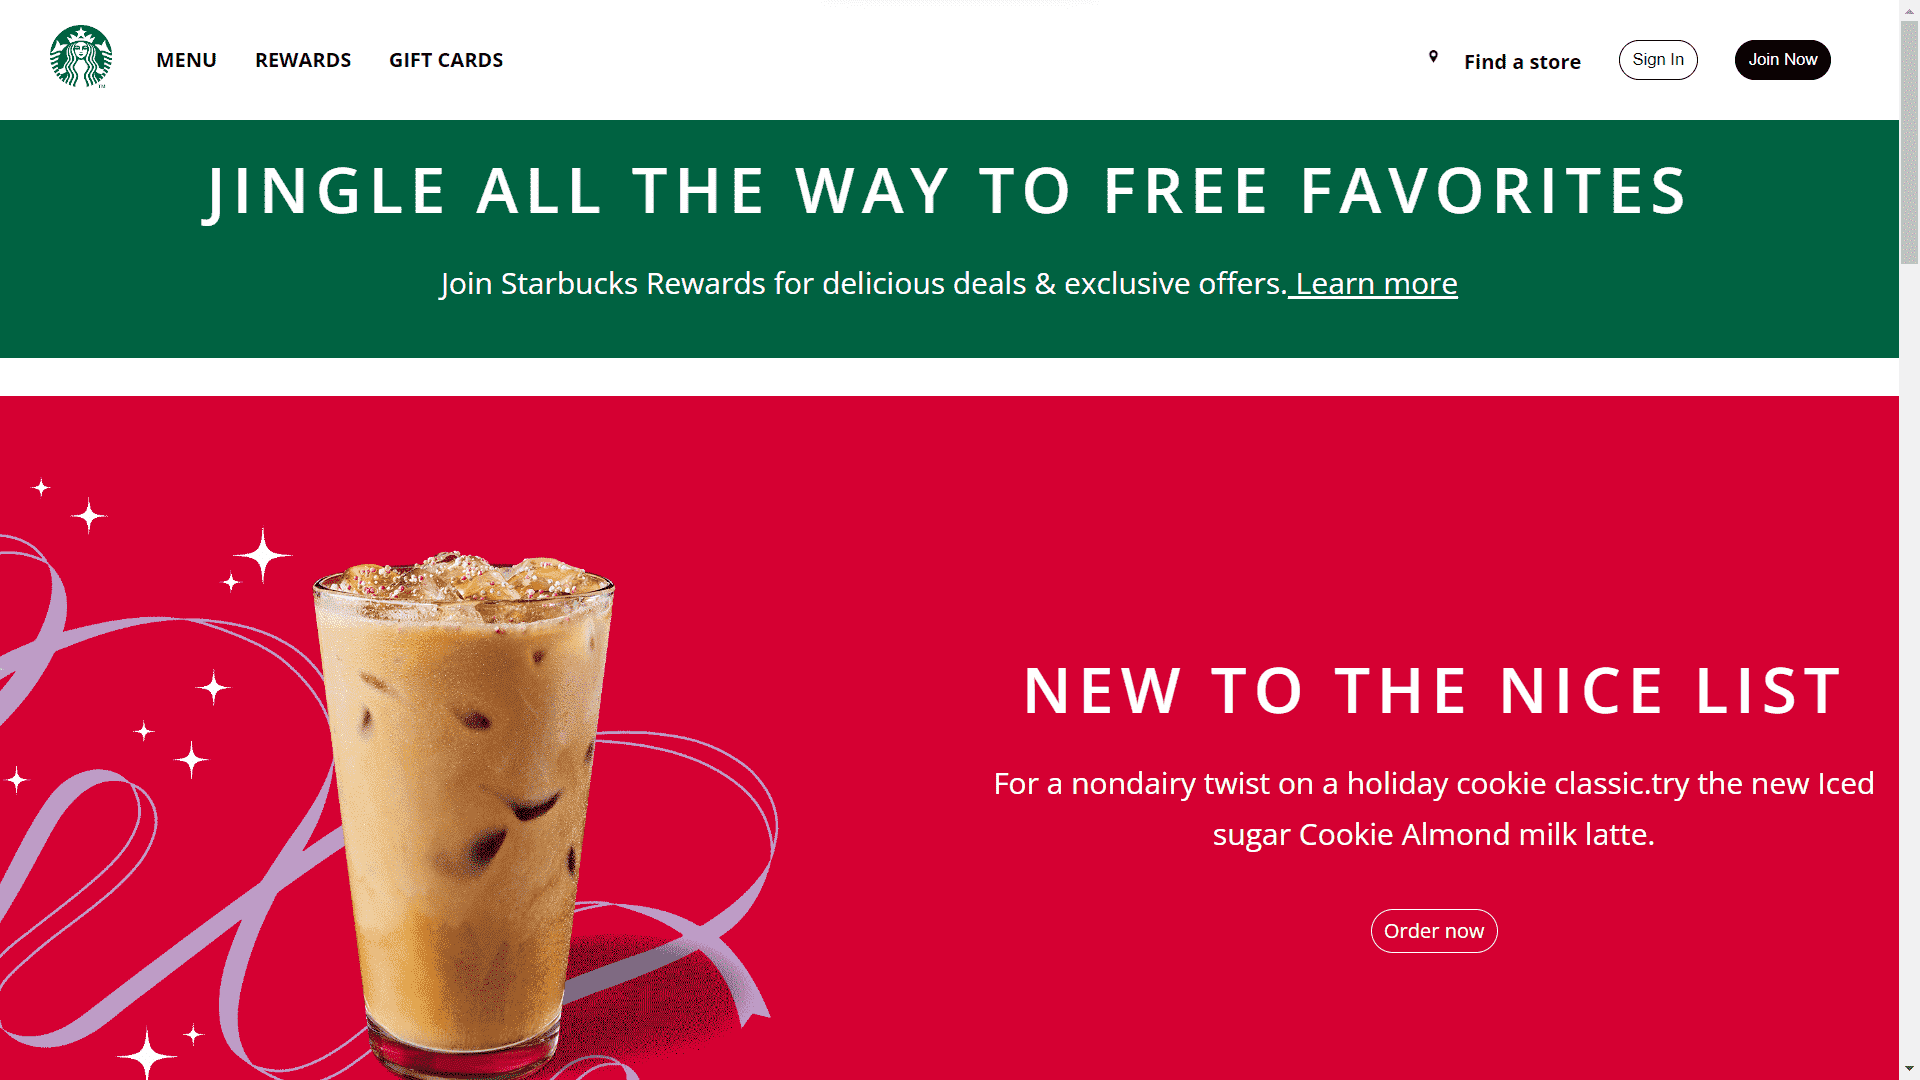 MENU REWARDS GIFT CARDS Find a store Sign In Join Now
JINGLE ALL THE WAY TO FREE FAVORITES
Join Starbucks Rewards for delicious deals & exclusive offers. Learn more
NEW TO THE NICE LIST
For a nondairy twist on a holiday cookie classic.try the new Iced
sugar Cookie Almond milk latte.
Order now